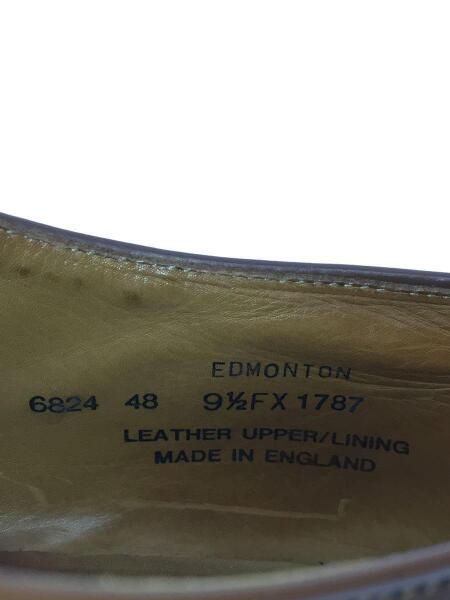 EDMONTON
6824 48 9½FX 1787
LEATHER UPPER/LINING
MADE IN ENGLAND